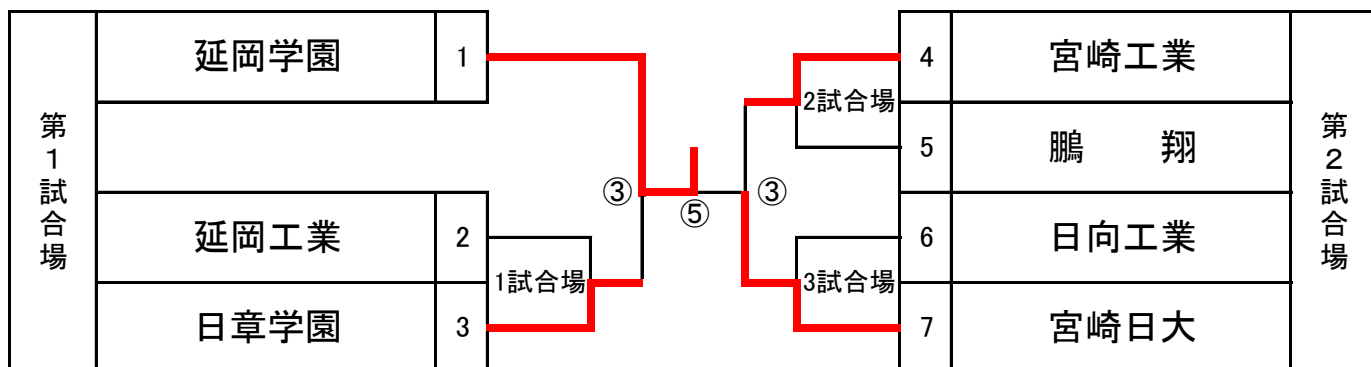 第1試合場
延岡学園 1
延岡工業 2
日章学園 3
1試合場
③
⑤
③
2試合場
3試合場
4 宮崎工業
5 鵬　　翔
6 日向工業
7 宮崎日大
第2試合場